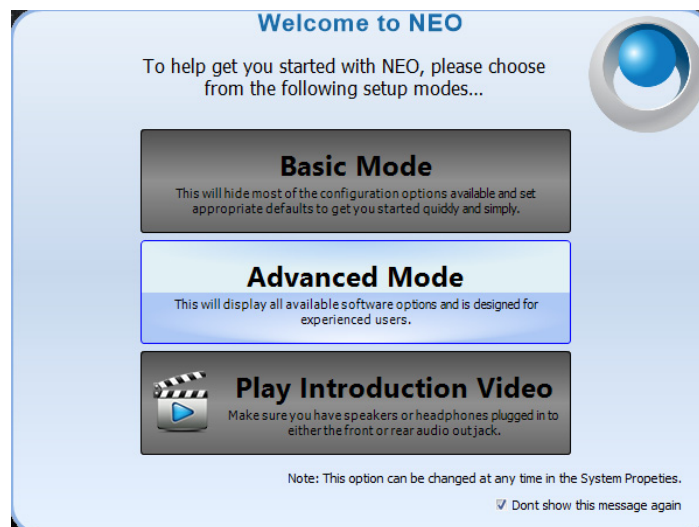 Welcome to NEO
To help get you started with NEO, please choose
from the following setup modes...
Basic Mode
This will hide most of the configuration options available and set
appropriate defaults to get you started quickly and simply.
Advanced Mode
This will display all available software options and is designed for
experienced users.
Play Introduction Video
Make sure you have speakers or headphones plugged in to
either the front or rear audio out jack.
Note: This option can be changed at any time in the System Propeties.
Dont show this message again